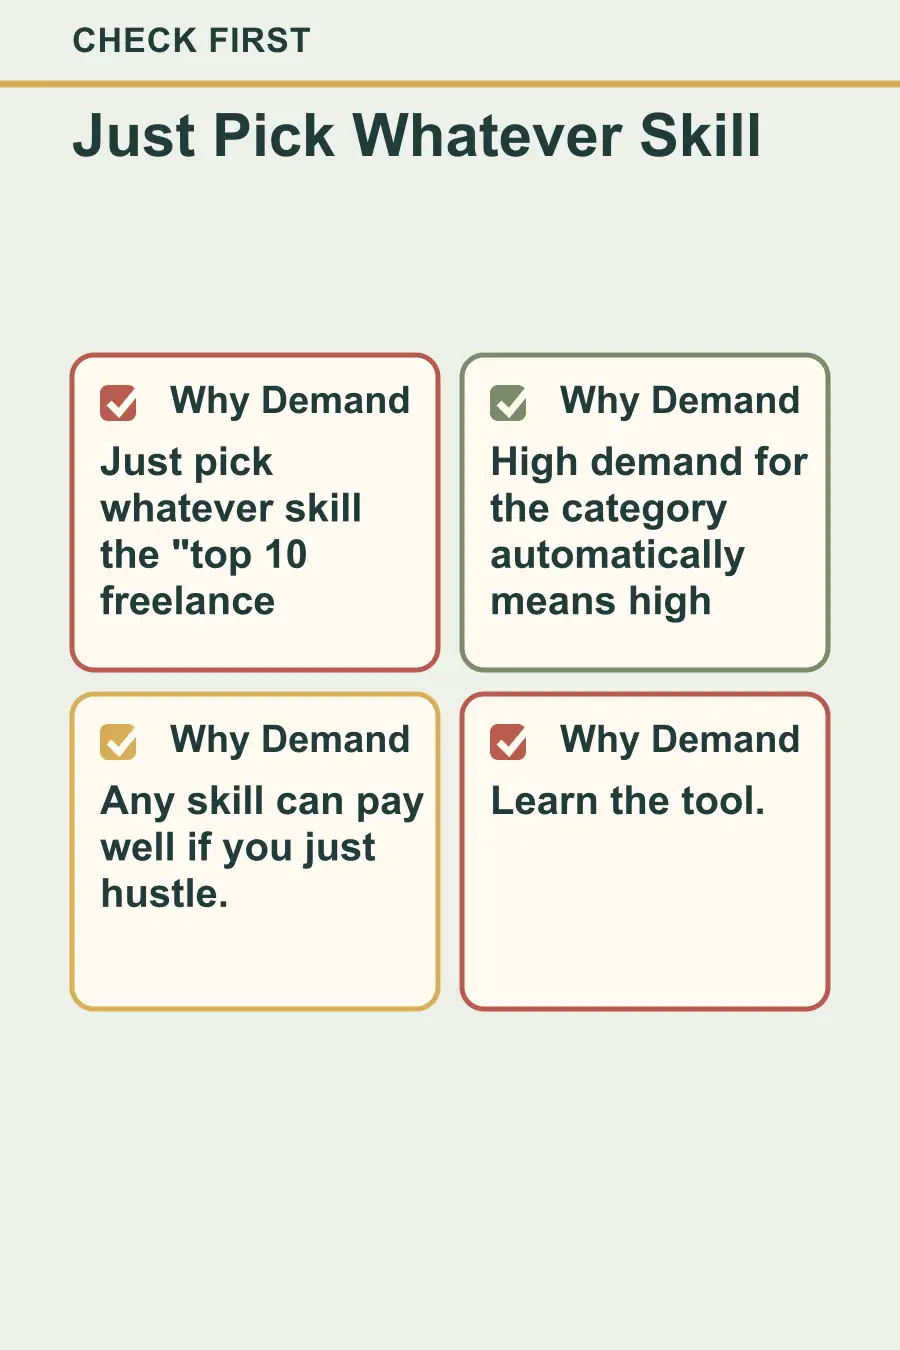 CHECK FIRST
Just Pick Whatever Skill
Why Demand
Just pick
whatever skill
the "top 10
freelance
Why Demand
High demand for
the category
automatically
means high
Why Demand
Any skill can pay
well if you just
hustle.
Why Demand
Learn the tool.